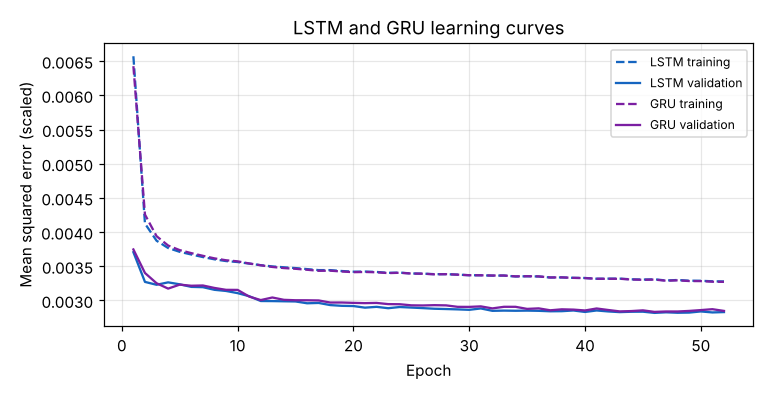 LSTM and GRU learning curves
Mean squared error (scaled)
0.0065
0.0060
0.0055
0.0050
0.0045
0.0040
0.0035
0.0030
LSTM training
LSTM validation
GRU training
GRU validation
0 10 20 30 40 50
Epoch